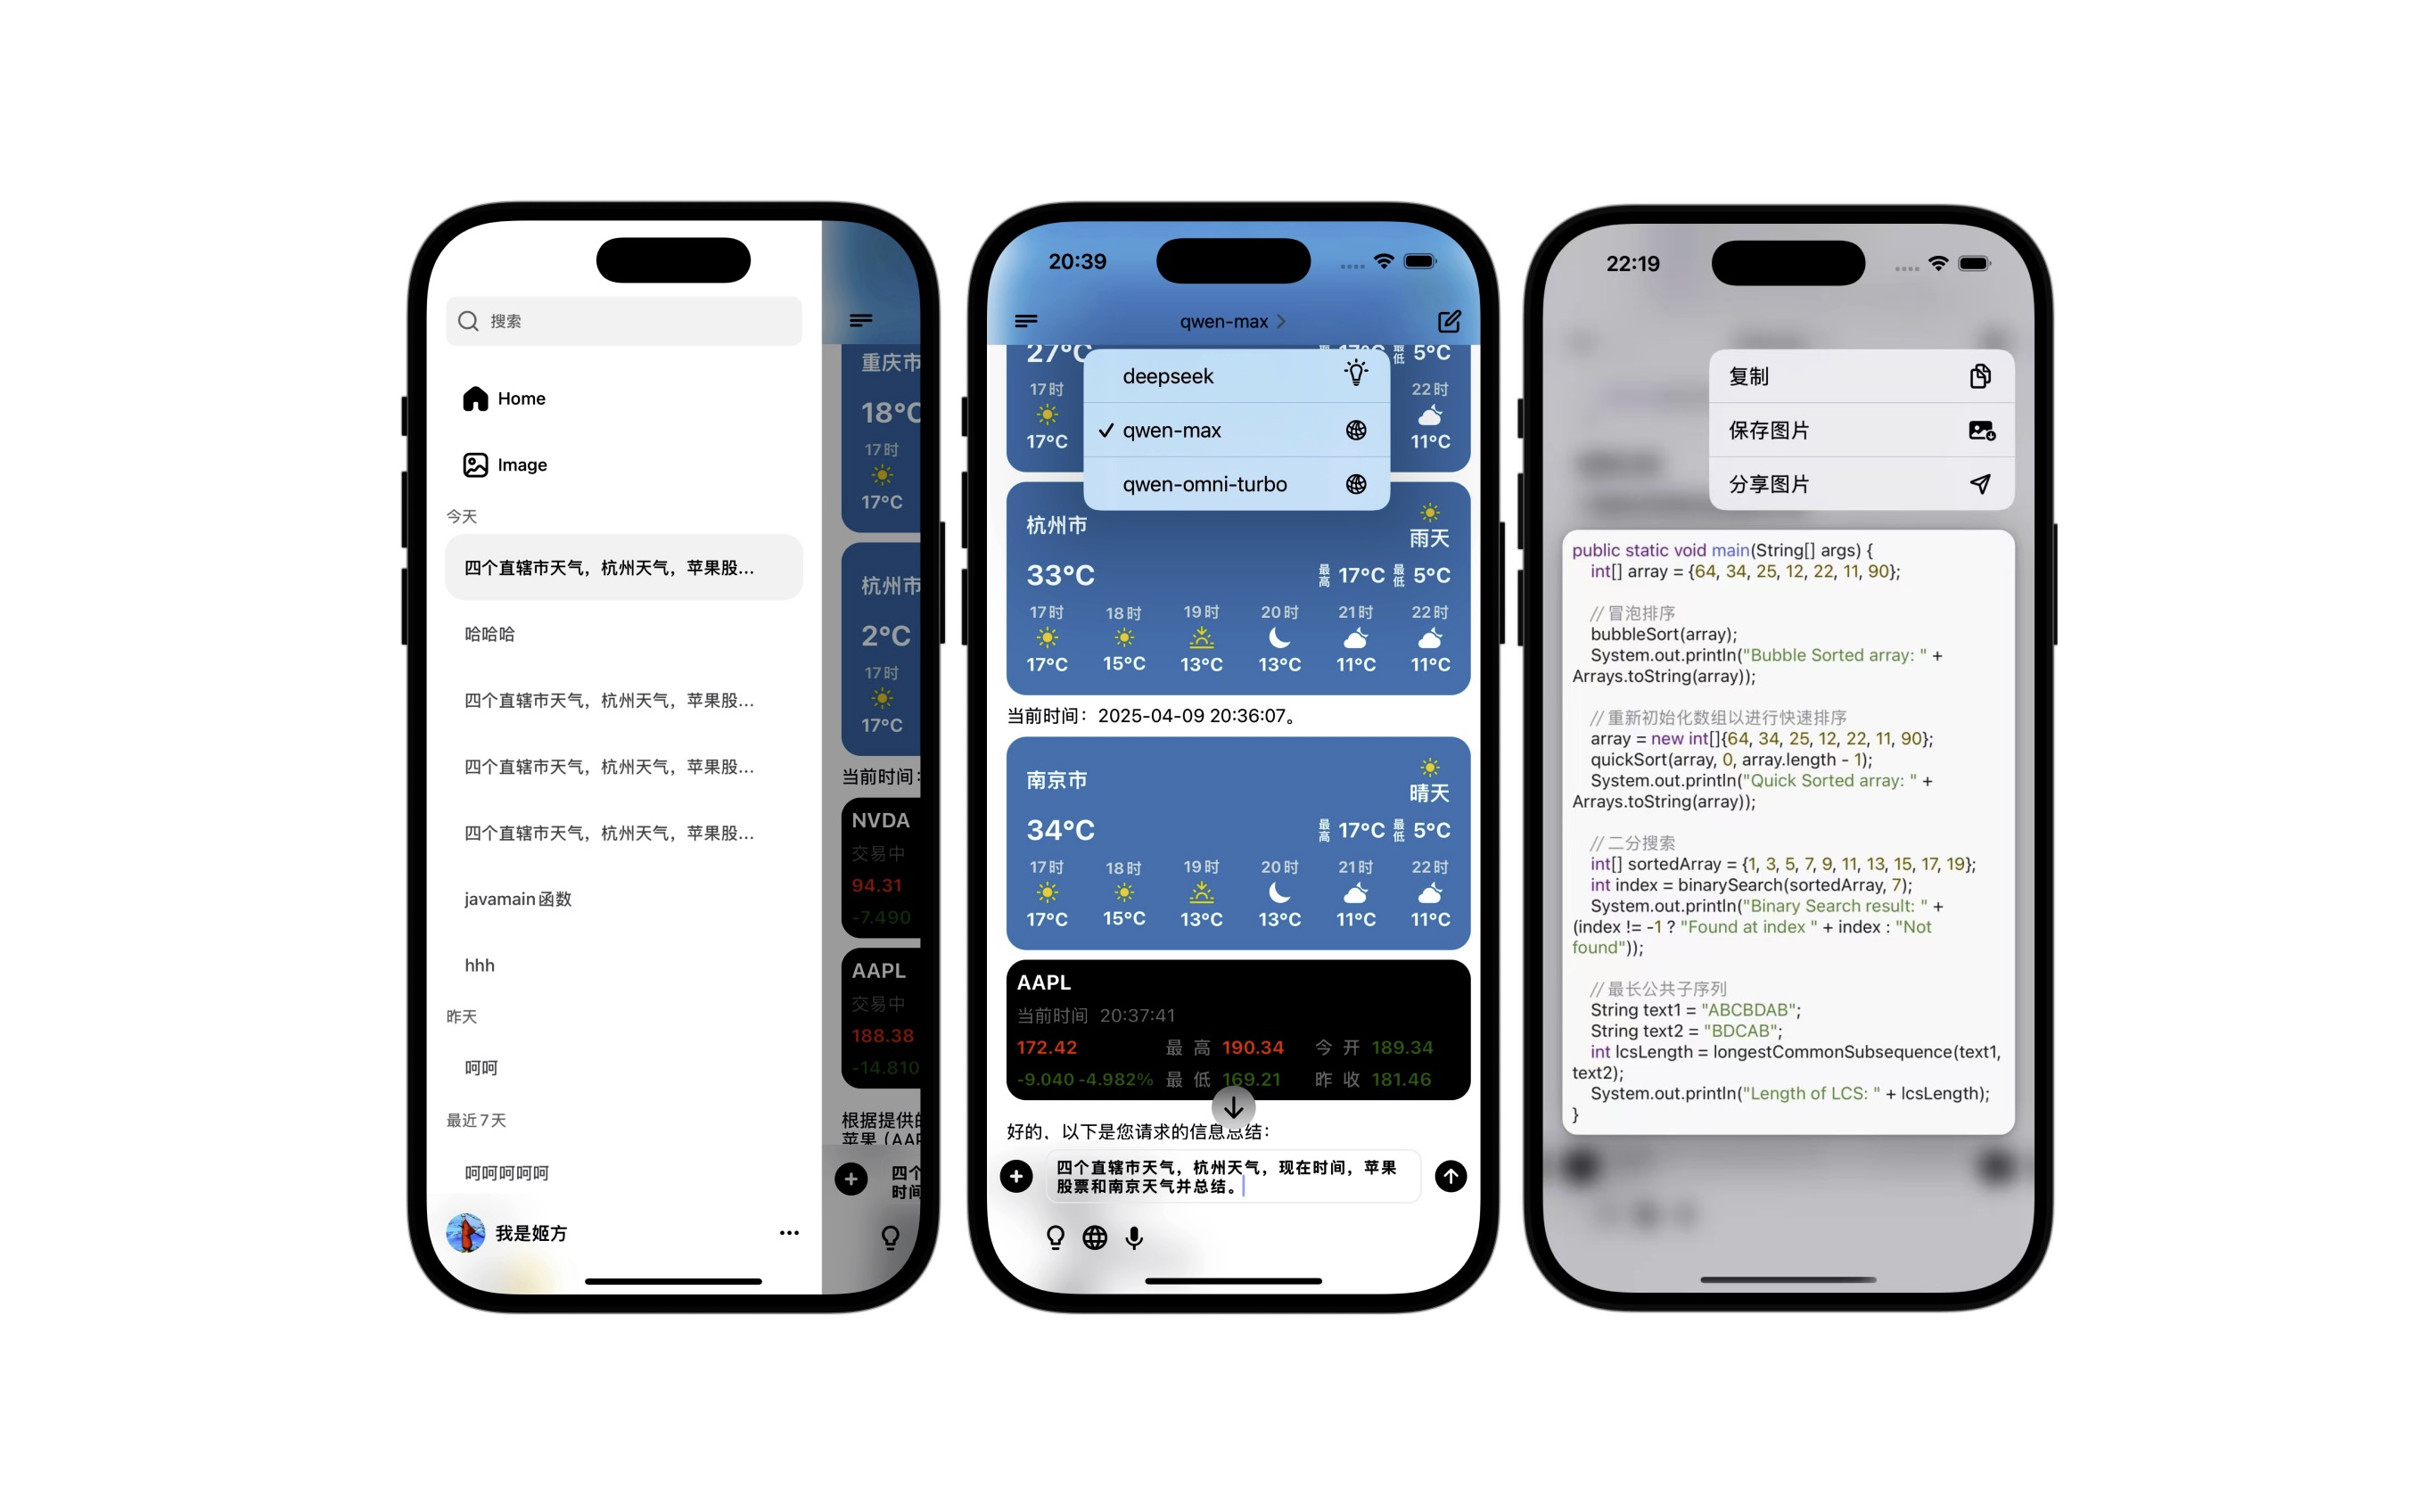 搜索
Home
Image
今天
四个直辖市天气，杭州天气，苹果股...
哈哈哈
四个直辖市天气，杭州天气，苹果股...
四个直辖市天气，杭州天气，苹果股...
四个直辖市天气，杭州天气，苹果股...
javamain函数
hhh
昨天
呵呵
最近7天
呵呵呵呵呵
我是姬方
重庆市
18°C
17时
17°C
杭州市
2°C
17时
17°C
当前时间：
NVDA
交易中
94.31
-7.490
AAPL
交易中
188.38
-14.810
根据提供的
苹果（AAP
四个
时间
20:39
qwen-max
deepseek
qwen-max
qwen-omni-turbo
27°C 最高 17°C 最低 5°C
17时 22时
17°C 11°C
杭州市
雨天
33°C 最高 17°C 最低 5°C
17时 18时 19时 20时 21时 22时
17°C 15°C 13°C 13°C 11°C 11°C
当前时间：2025-04-09 20:36:07。
南京市
晴天
34°C 最高 17°C 最低 5°C
17时 18时 19时 20时 21时 22时
17°C 15°C 13°C 13°C 11°C 11°C
AAPL
当前时间 20:37:41
172.42 最高 190.34 今开 189.34
-9.040 -4.982% 最低 169.21 昨收 181.46
好的，以下是您请求的信息总结：
四个直辖市天气，杭州天气，现在时间，苹果
股票和南京天气并总结。
22:19
复制
保存图片
分享图片
public static void main(String[] args) {
int[] array = {64, 34, 25, 12, 22, 11, 90};
// 冒泡排序
bubbleSort(array);
System.out.println("Bubble Sorted array: " +
Arrays.toString(array));
// 重新初始化数组以进行快速排序
array = new int[]{64, 34, 25, 12, 22, 11, 90};
quickSort(array, 0, array.length - 1);
System.out.println("Quick Sorted array: " +
Arrays.toString(array));
// 二分搜索
int[] sortedArray = {1, 3, 5, 7, 9, 11, 13, 15, 17, 19};
int index = binarySearch(sortedArray, 7);
System.out.println("Binary Search result: " +
(index != -1 ? "Found at index " + index : "Not
found"));
// 最长公共子序列
String text1 = "ABCBDAB";
String text2 = "BDCAB";
int lcsLength = longestCommonSubsequence(text1,
text2);
System.out.println("Length of LCS: " + lcsLength);
}